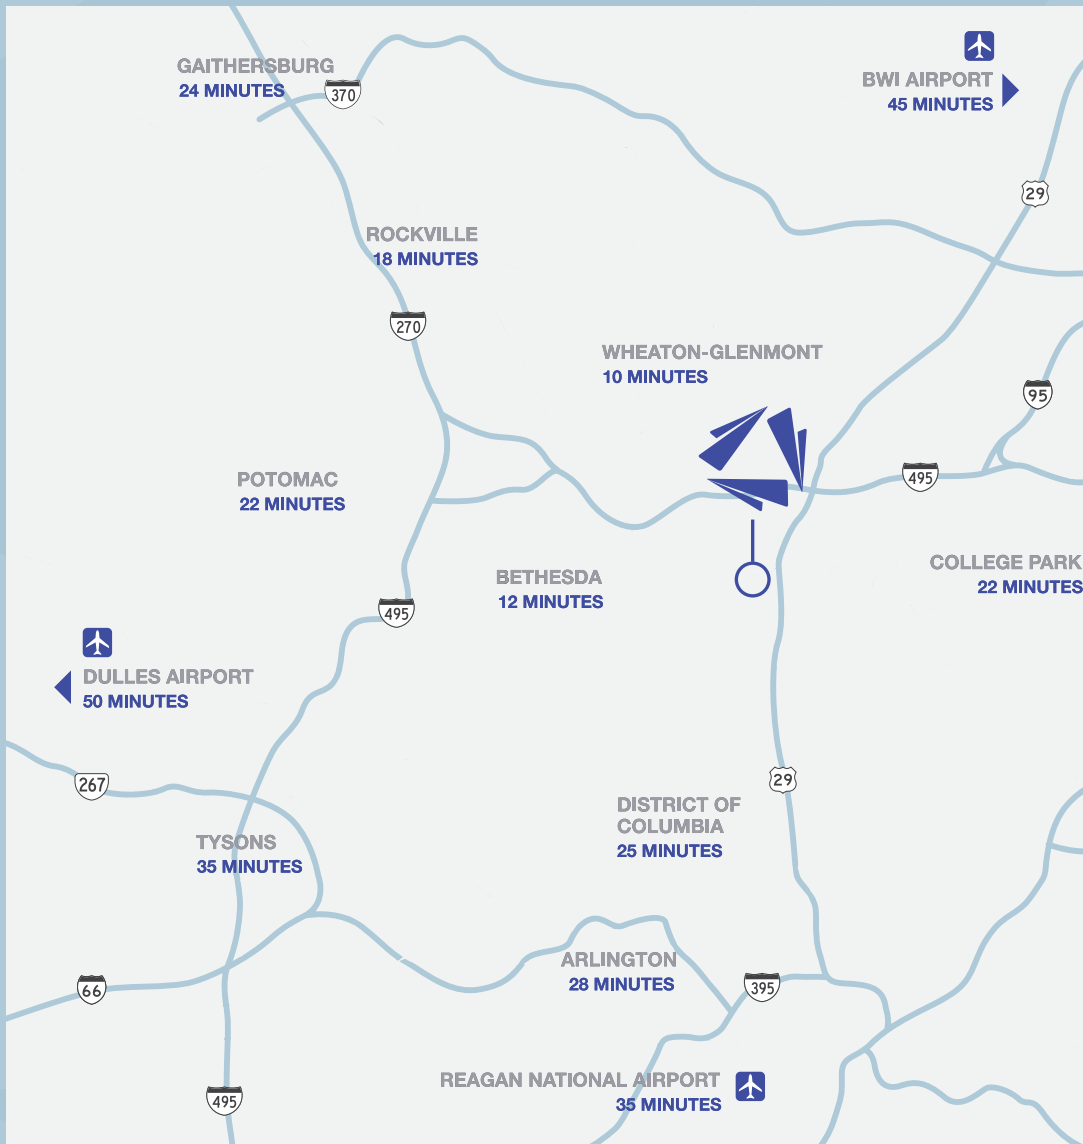 GAITHERSBURG
24 MINUTES
370
BWI AIRPORT
45 MINUTES
29
ROCKVILLE
18 MINUTES
270
WHEATON-GLENMONT
10 MINUTES
95
POTOMAC
22 MINUTES
495
BETHESDA
12 MINUTES
COLLEGE PARK
22 MINUTES
495
DULLES AIRPORT
50 MINUTES
267
29
DISTRICT OF
COLUMBIA
25 MINUTES
TYSONS
35 MINUTES
ARLINGTON
28 MINUTES
66
395
REAGAN NATIONAL AIRPORT
35 MINUTES
495